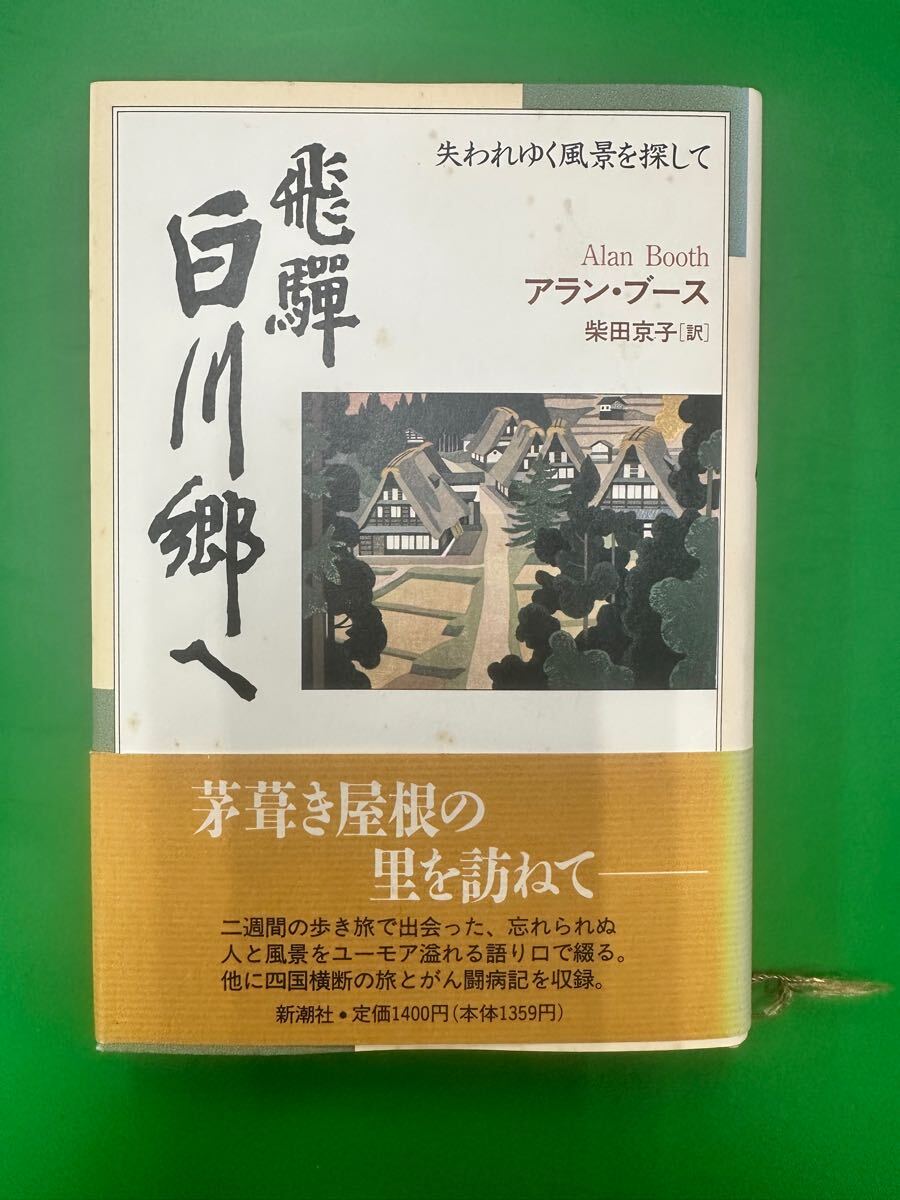 失われゆく風景を探して
飛驒
白川郷へ
Alan Booth
アラン・ブース
柴田京子[訳]
茅葺き屋根の
里を訪ねて――
二週間の歩き旅で出会った、忘れられぬ
人と風景をユーモア溢れる語り口で綴る。
他に四国横断の旅とがん闘病記を収録。
新潮社・定価1400円(本体1359円)